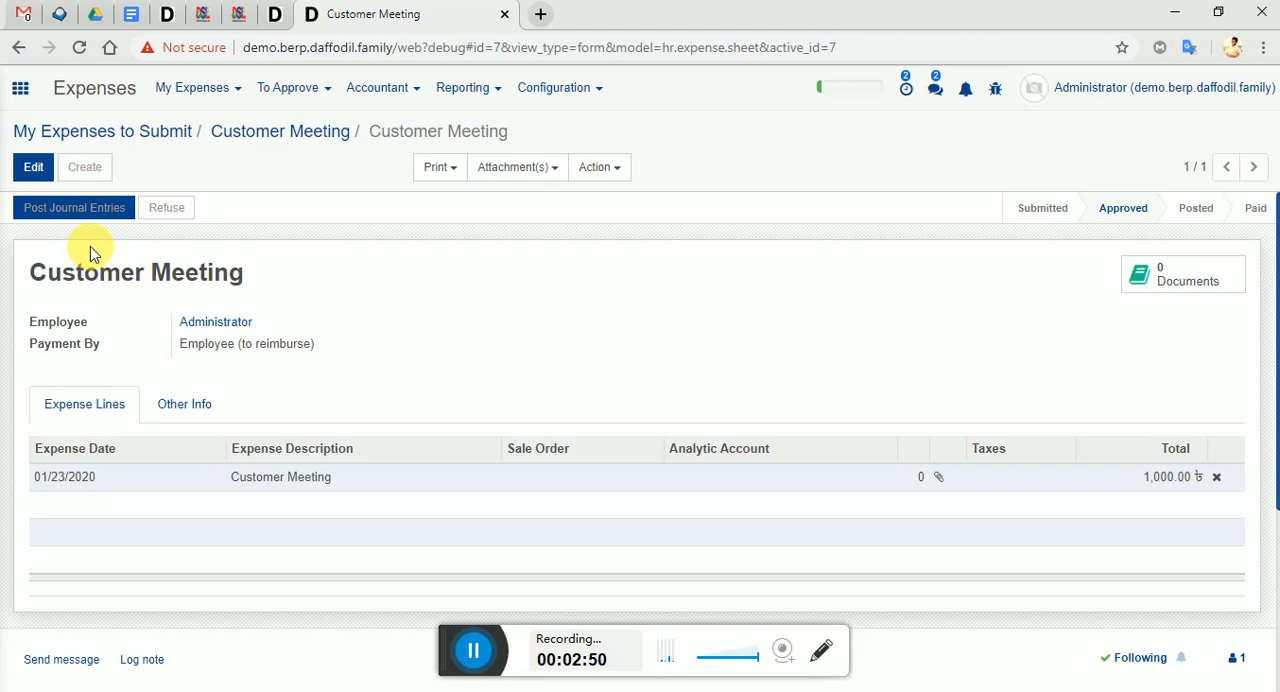 Customer Meeting
Not secure demo.berp.daffodil.family/web?debug#id=7&view_type=form&model=hr.expense.sheet&active_id=7
Expenses My Expenses To Approve Accountant Reporting Configuration 2 2 Administrator (demo.berp.daffodil.family)
My Expenses to Submit / Customer Meeting / Customer Meeting
Edit Create Print Attachment(s) Action 1 / 1
Post Journal Entries Refuse Submitted Approved Posted Paid
Customer Meeting
0
Documents
Employee Administrator
Payment By Employee (to reimburse)
Expense Lines Other Info
Expense Date Expense Description Sale Order Analytic Account Taxes Total
01/23/2020 Customer Meeting 0 1,000.00 ৳
Recording...
00:02:50
Send message Log note Following 1